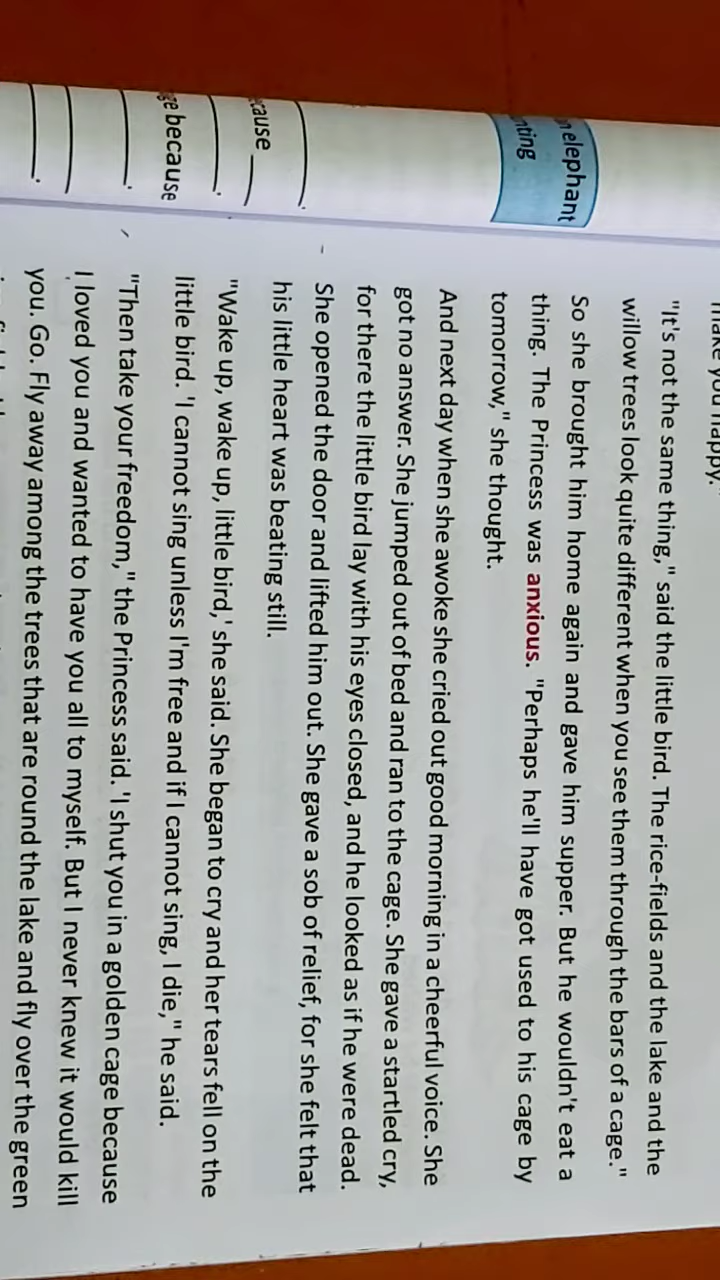 make you happy.
"It's not the same thing," said the little bird. The rice-fields and the lake and the
willow trees look quite different when you see them through the bars of a cage."
So she brought him home again and gave him supper. But he wouldn't eat a
thing. The Princess was anxious. "Perhaps he'll have got used to his cage by
tomorrow," she thought.
And next day when she awoke she cried out good morning in a cheerful voice. She
got no answer. She jumped out of bed and ran to the cage. She gave a startled cry,
for there the little bird lay with his eyes closed, and he looked as if he were dead.
She opened the door and lifted him out. She gave a sob of relief, for she felt that
his little heart was beating still.
"Wake up, wake up, little bird,' she said. She began to cry and her tears fell on the
little bird. 'I cannot sing unless I'm free and if I cannot sing, I die," he said.
"Then take your freedom," the Princess said. 'I shut you in a golden cage because
I loved you and wanted to have you all to myself. But I never knew it would kill
you. Go. Fly away among the trees that are round the lake and fly over the green
elephant
nting
cause
ge because